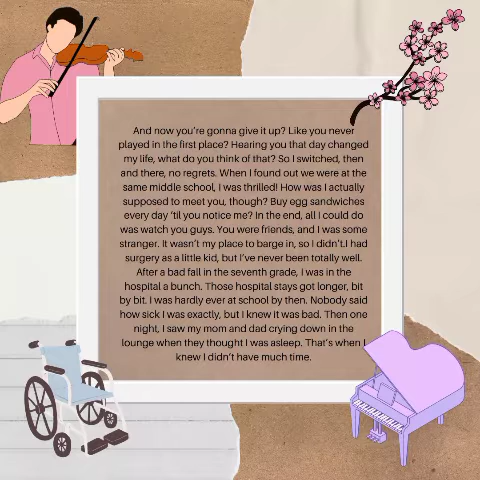 And now you're gonna give it up? Like you never
played in the first place? Hearing you that day changed
my life, what do you think of that? So I switched, then
and there, no regrets. When I found out we were at the
same middle school, I was thrilled! How was I actually
supposed to meet you, though? Buy egg sandwiches
every day 'til you notice me? In the end, all I could do
was watch you guys. You were friends, and I was some
stranger. It wasn't my place to barge in, so I didn't.I had
surgery as a little kid, but I've never been totally well.
After a bad fall in the seventh grade, I was in the
hospital a bunch. Those hospital stays got longer, bit
by bit. I was hardly ever at school by then. Nobody said
how sick I was exactly, but I knew it was bad. Then one
night, I saw my mom and dad crying down in the
lounge when they thought I was asleep. That's when I
knew I didn't have much time.